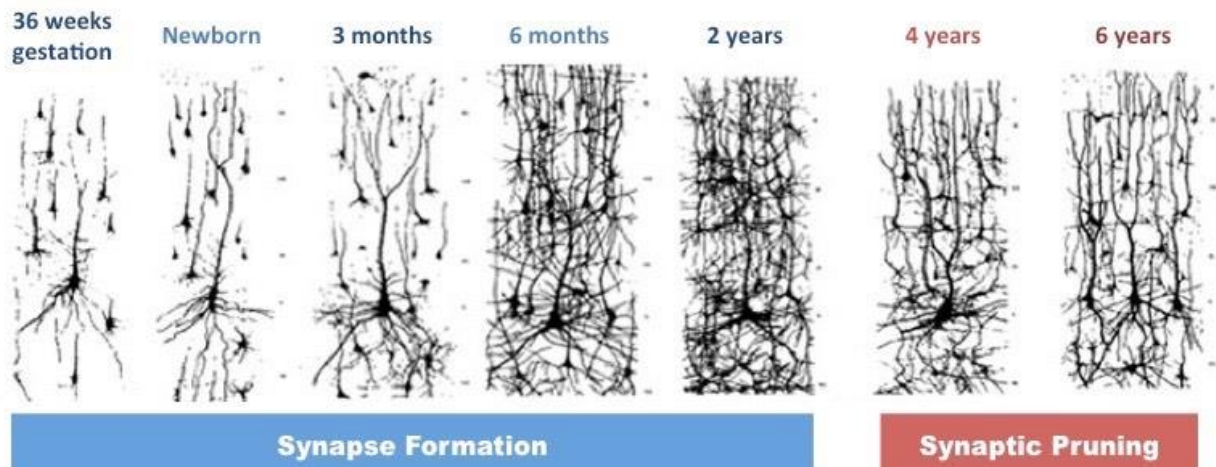 36 weeks
gestation
Newborn
3 months
6 months
2 years
4 years
6 years
Synapse Formation
Synaptic Pruning